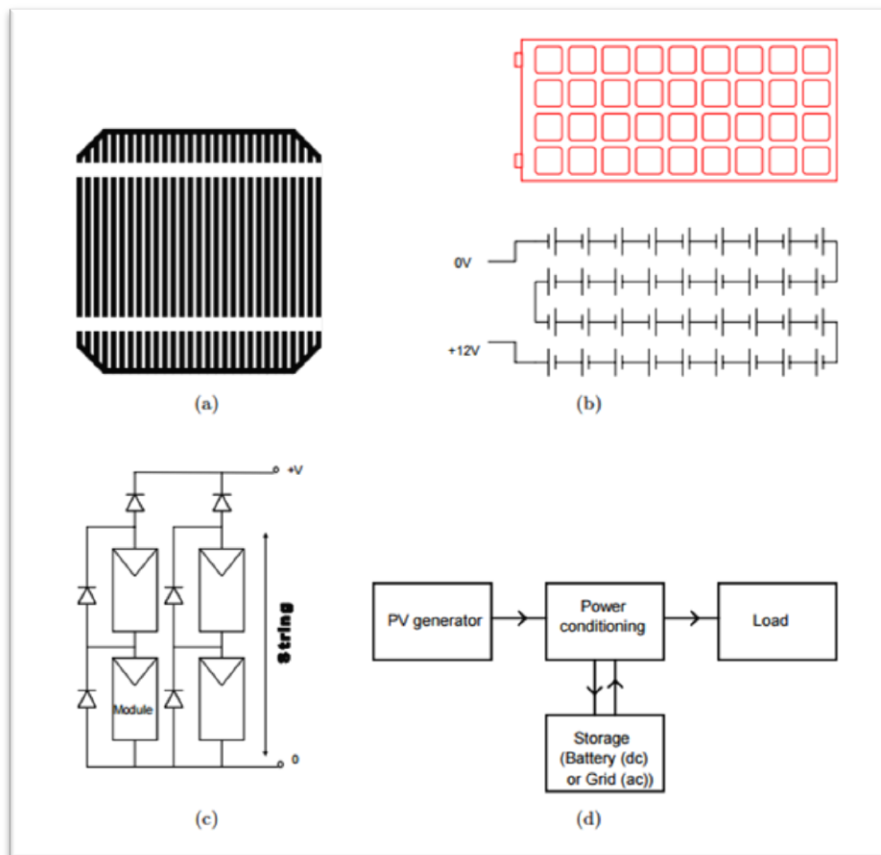 (a)
0V
+12V
(b)
+V
String
Module
0
(c)
PV generator
Power
conditioning
Load
Storage
(Battery (dc)
or Grid (ac))
(d)